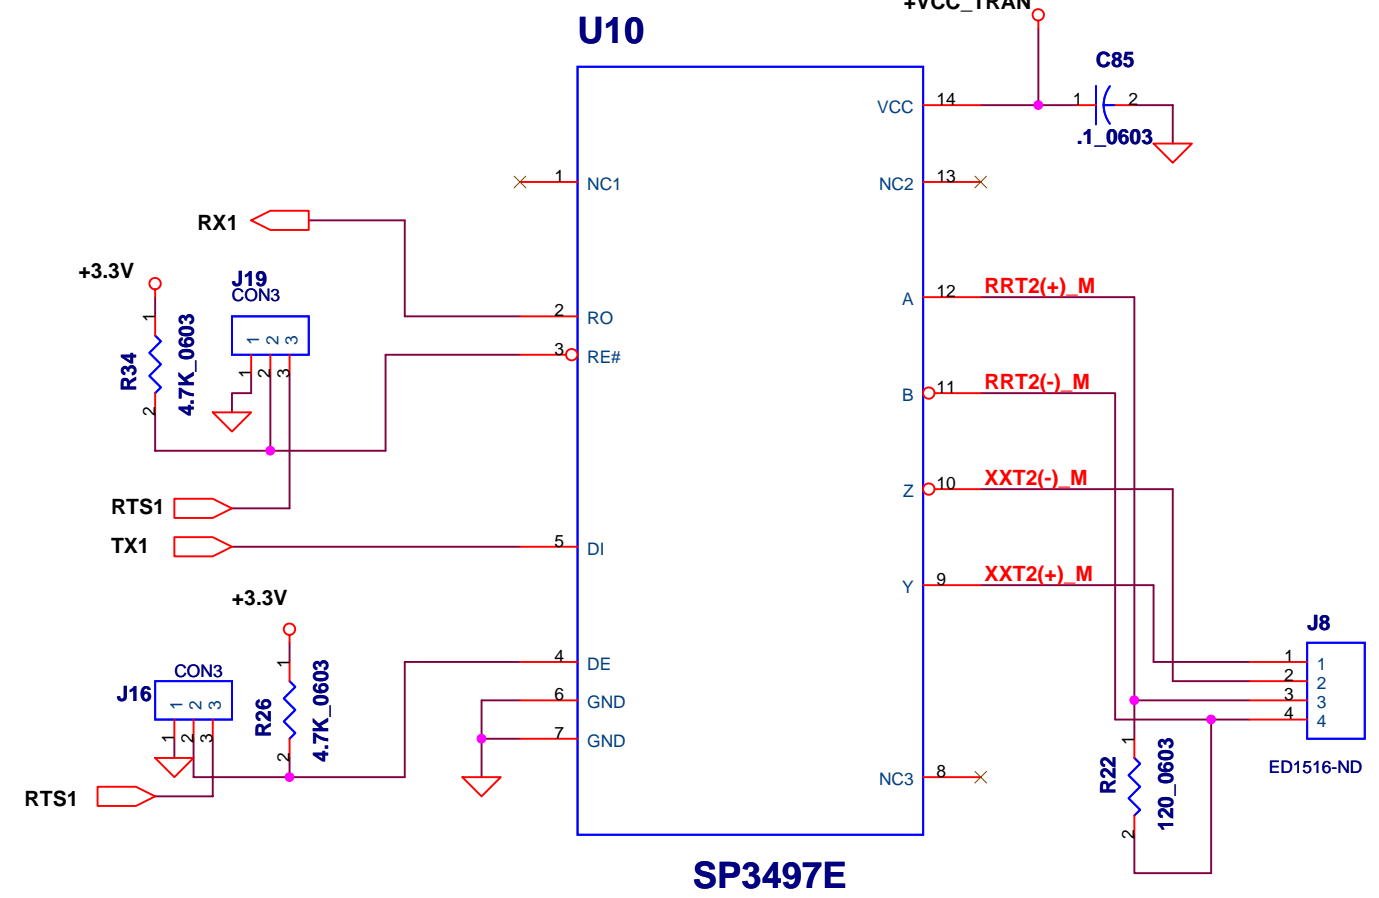 +VCC_TRAN
U10
C85
VCC
14
1
2
.1_0603
1
NC1
NC2
13
RX1
+3.3V
J19
CON3
1
2
3
1
2
3
1
R34
4.7K_0603
2
2
RO
3
RE#
A
12
RRT2(+)_M
B
11
RRT2(-)_M
Z
10
XXT2(-)_M
Y
9
XXT2(+)_M
RTS1
TX1
5
DI
+3.3V
1
R26
4.7K_0603
2
CON3
J16
1
2
3
1
2
3
RTS1
4
DE
6
GND
7
GND
NC3
8
J8
1
1
2
2
3
3
4
4
ED1516-ND
1
R22
120_0603
2
SP3497E